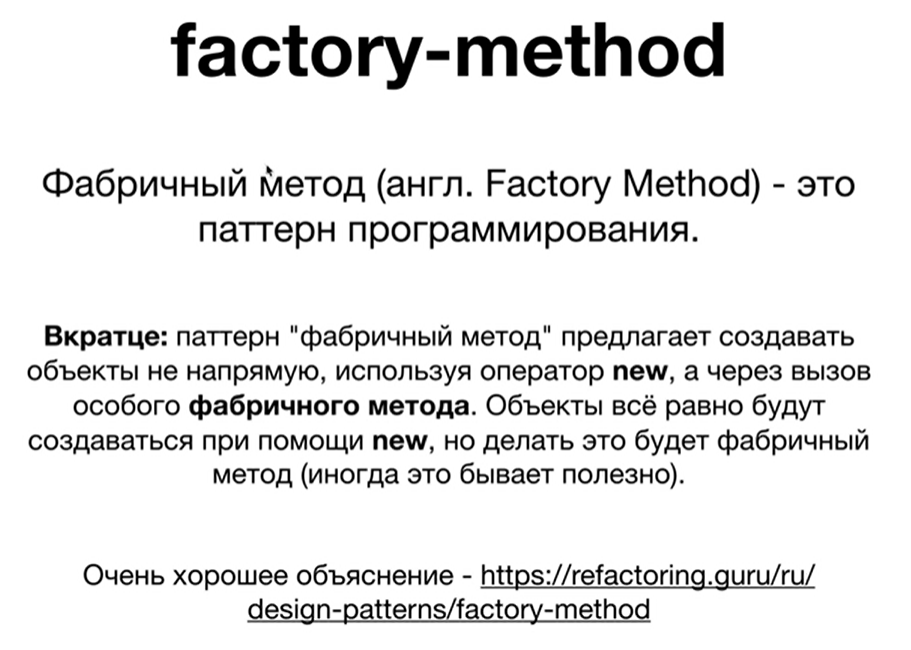 factory-method
Фабричный метод (англ. Factory Method) - это
паттерн программирования.
Вкратце: паттерн "фабричный метод" предлагает создавать
объекты не напрямую, используя оператор new, а через вызов
особого фабричного метода. Объекты всё равно будут
создаваться при помощи new, но делать это будет фабричный
метод (иногда это бывает полезно).
Очень хорошее объяснение - https://refactoring.guru/ru/
design-patterns/factory-method